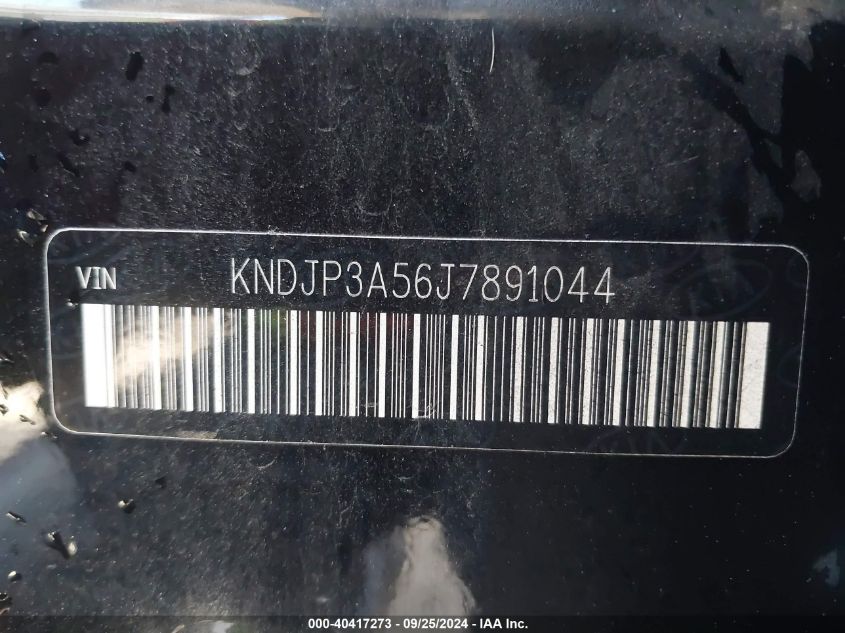 VIN KNDJP3A56J7891044
000-40417273 - 09/25/2024 - IAA Inc.